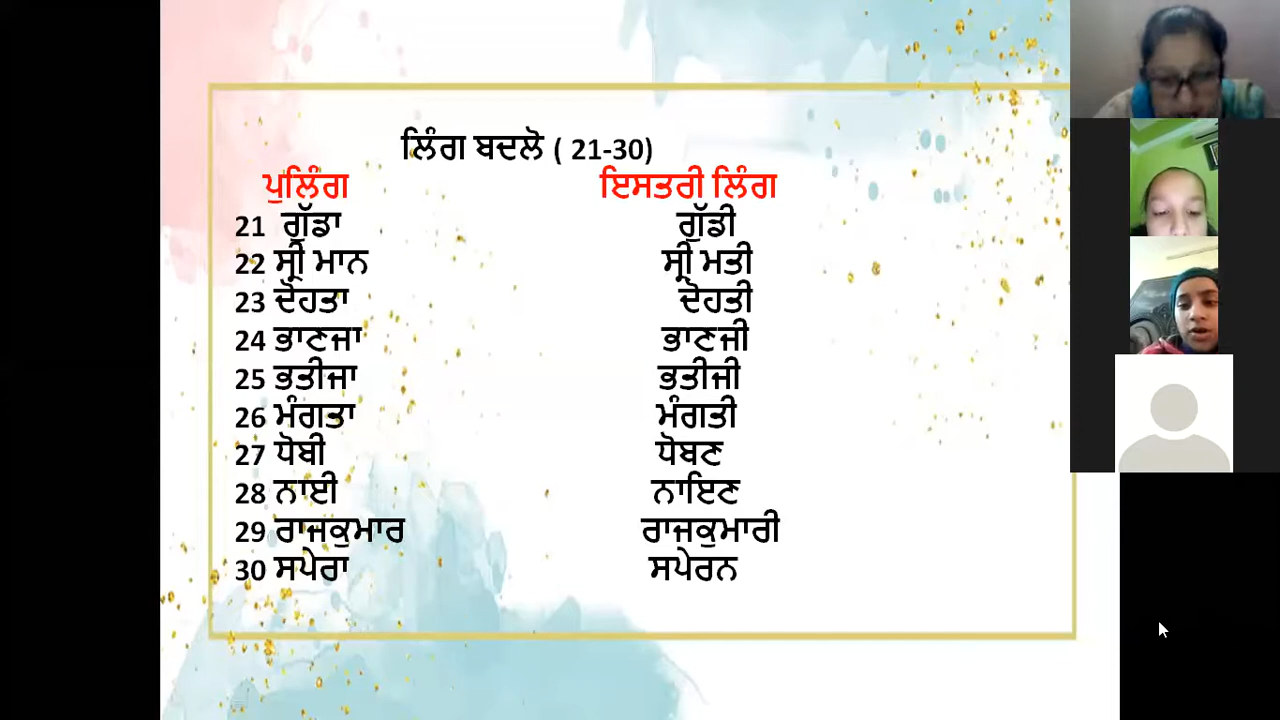 ਲਿੰਗ ਬਦਲੋ ( 21-30)
ਪੁਲਿੰਗ ਇਸਤਰੀ ਲਿੰਗ
21 ਗੁੱਡਾ ਗੁੱਡੀ
22 ਸ੍ਰੀ ਮਾਨ ਸ੍ਰੀ ਮਤੀ
23 ਦੋਹਤਾ ਦੋਹਤੀ
24 ਭਾਣਜਾ ਭਾਣਜੀ
25 ਭਤੀਜਾ ਭਤੀਜੀ
26 ਮੰਗਤਾ ਮੰਗਤੀ
27 ਧੋਬੀ ਧੋਬਣ
28 ਨਾਈ ਨਾਇਣ
29 ਰਾਜਕੁਮਾਰ ਰਾਜਕੁਮਾਰੀ
30 ਸਪੇਰਾ ਸਪੇਰਨ